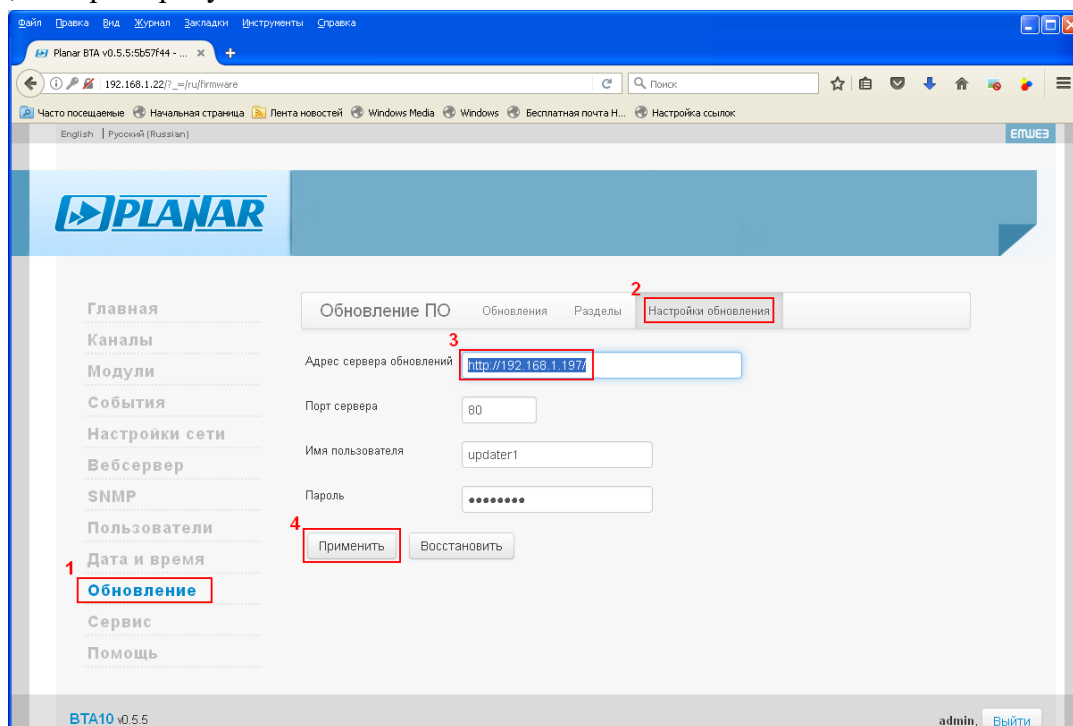 Файл Правка Вид Журнал Закладки Инструменты Справка
Planar BTA v0.5.5:5b57f44 - ... ×
192.168.1.22/?_=/ru/firmware
Поиск
Часто посещаемые Начальная страница Лента новостей Windows Media Windows Бесплатная почта H... Настройка ссылок
English | Русский (Russian)
EMWEB
PLANAR
2
Главная
Обновление ПО Обновления Разделы Настройки обновления
Каналы
3
Адрес сервера обновлений http://192.168.1.197/
Модули
События
Порт сервера 80
Настройки сети
Имя пользователя updater1
Вебсервер
SNMP
Пароль ●●●●●●●●
Пользователи
4
Применить Восстановить
Дата и время
1
Обновление
Сервис
Помощь
BTA10 v0.5.5
admin, Выйти